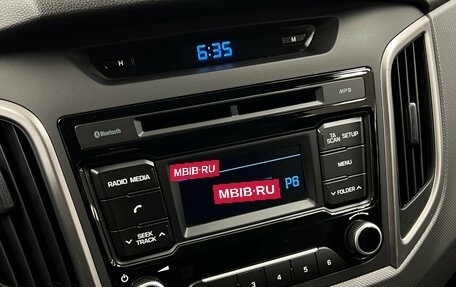 6:35
H
M
Bluetooth
MP3
RADIO MEDIA
MBIB·RU
TA
SCAN SETUP
MENU
MBIB·RU
P6
FOLDER
SEEK
TRACK
1
2
3
4
5
6